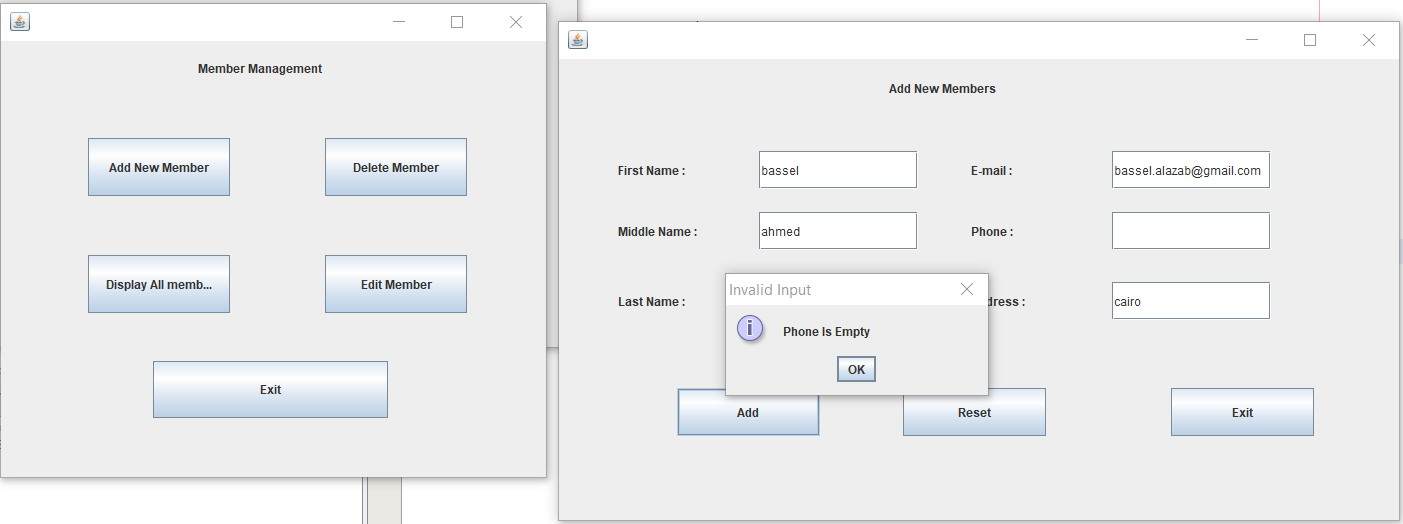 Member Management
Add New Member
Delete Member
Display All memb...
Edit Member
Exit
Add New Members
First Name :
bassel
E-mail :
bassel.alazab@gmail.com
Middle Name :
ahmed
Phone :
Last Name :
dress :
cairo
Invalid Input
i
Phone Is Empty
OK
Add
Reset
Exit